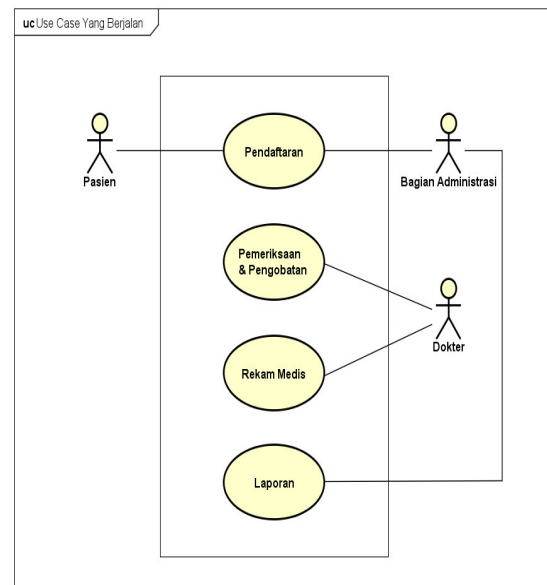 uc Use Case Yang Berjalan
Pendaftaran
Pasien
Bagian Administrasi
Pemeriksaan
& Pengobatan
Dokter
Rekam Medis
Laporan